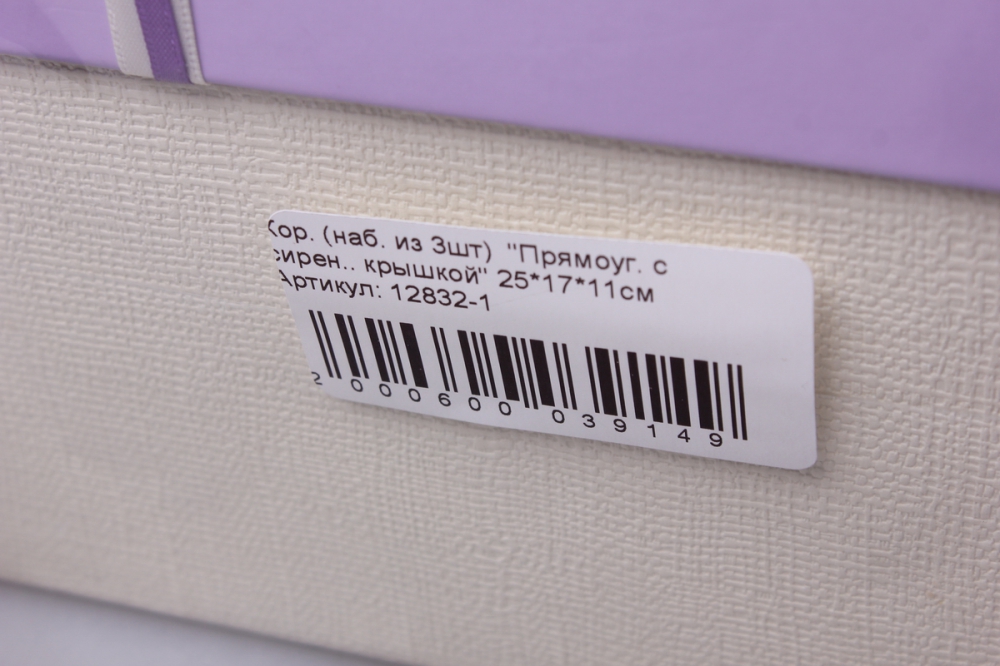 Кор. (наб. из 3шт) "Прямоуг. с
сирен.. крышкой" 25*17*11см
Артикул: 12832-1
2 000600 039149